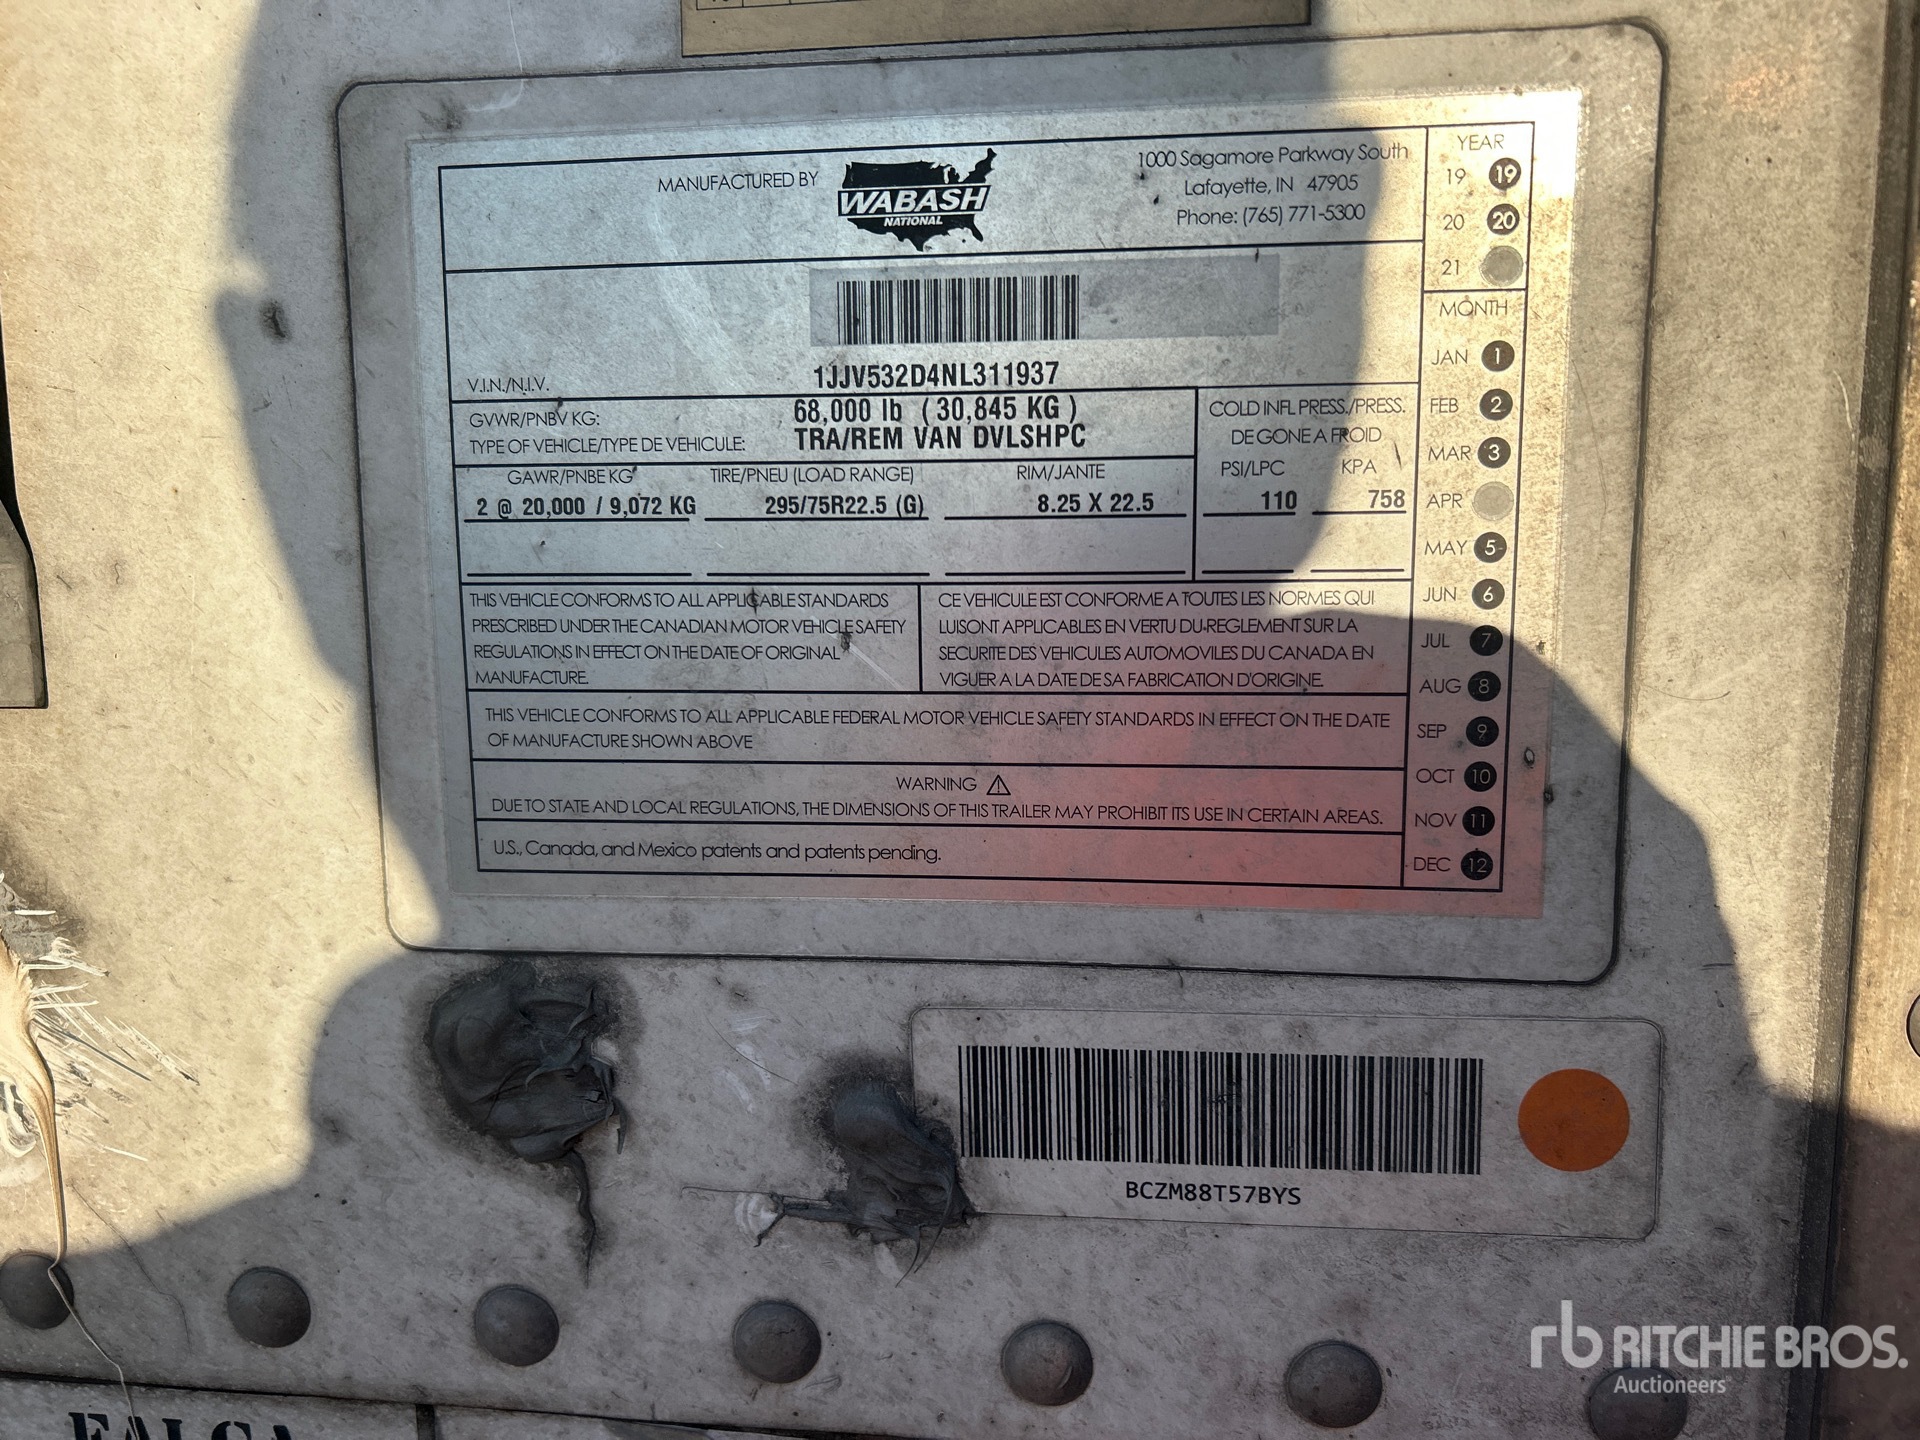 MANUFACTURED BY
WABASH
NATIONAL
1000 Sagamore Parkway South
Lafayette, IN 47905
Phone: (765) 771-5300
V.I.N./N.I.V.
1JJV532D4NL311937
GVWR/PNBV KG: 68,000 lb (30,845 KG)
TYPE OF VEHICLE/TYPE DE VEHICULE: TRA/REM VAN DVLSHPC
COLD INFL PRESS./PRESS.
DE GONE A FROID
GAWR/PNBE KG TIRE/PNEU (LOAD RANGE) RIM/JANTE PSI/LPC KPA
2 @ 20,000 / 9,072 KG 295/75R22.5 (G) 8.25 X 22.5 110 758
THIS VEHICLE CONFORMS TO ALL APPLICABLE STANDARDS
PRESCRIBED UNDER THE CANADIAN MOTOR VEHICLE SAFETY
REGULATIONS IN EFFECT ON THE DATE OF ORIGINAL
MANUFACTURE.
CE VEHICULE EST CONFORME A TOUTES LES NORMES QUI
LUISONT APPLICABLES EN VERTU DU REGLEMENT SUR LA
SECURITE DES VEHICULES AUTOMOVILES DU CANADA EN
VIGUER A LA DATE DE SA FABRICATION D'ORIGINE.
THIS VEHICLE CONFORMS TO ALL APPLICABLE FEDERAL MOTOR VEHICLE SAFETY STANDARDS IN EFFECT ON THE DATE
OF MANUFACTURE SHOWN ABOVE
WARNING
DUE TO STATE AND LOCAL REGULATIONS, THE DIMENSIONS OF THIS TRAILER MAY PROHIBIT ITS USE IN CERTAIN AREAS.
U.S., Canada, and Mexico patents and patents pending.
YEAR
19 19
20 20
21
MONTH
JAN 1
FEB 2
MAR 3
APR
MAY 5
JUN 6
JUL 7
AUG 8
SEP 9
OCT 10
NOV 11
DEC 12
BCZM88T57BYS
rb RITCHIE BROS.
Auctioneers